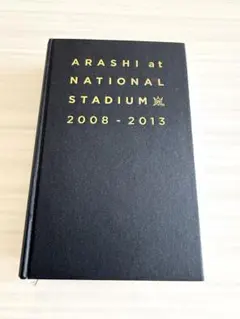 ARASHI at
NATIONAL
STADIUM
2008 - 2013